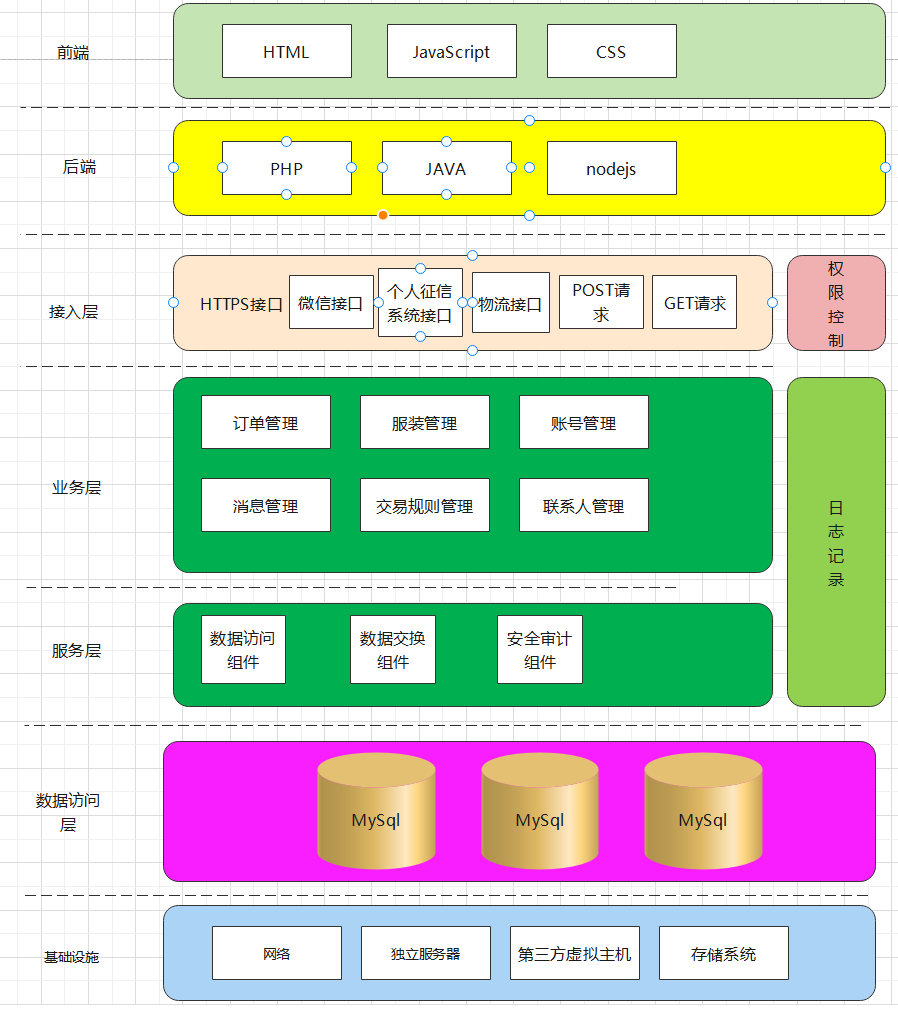 前端
HTML
JavaScript
CSS
后端
PHP
JAVA
nodejs
接入层
HTTPS接口
微信接口
个人征信
系统接口
物流接口
POST请
求
GET请求
权
限
控
制
业务层
订单管理
服装管理
账号管理
消息管理
交易规则管理
联系人管理
日
志
记
录
服务层
数据访问
组件
数据交换
组件
安全审计
组件
数据访问
层
MySql
MySql
MySql
基础设施
网络
独立服务器
第三方虚拟主机
存储系统